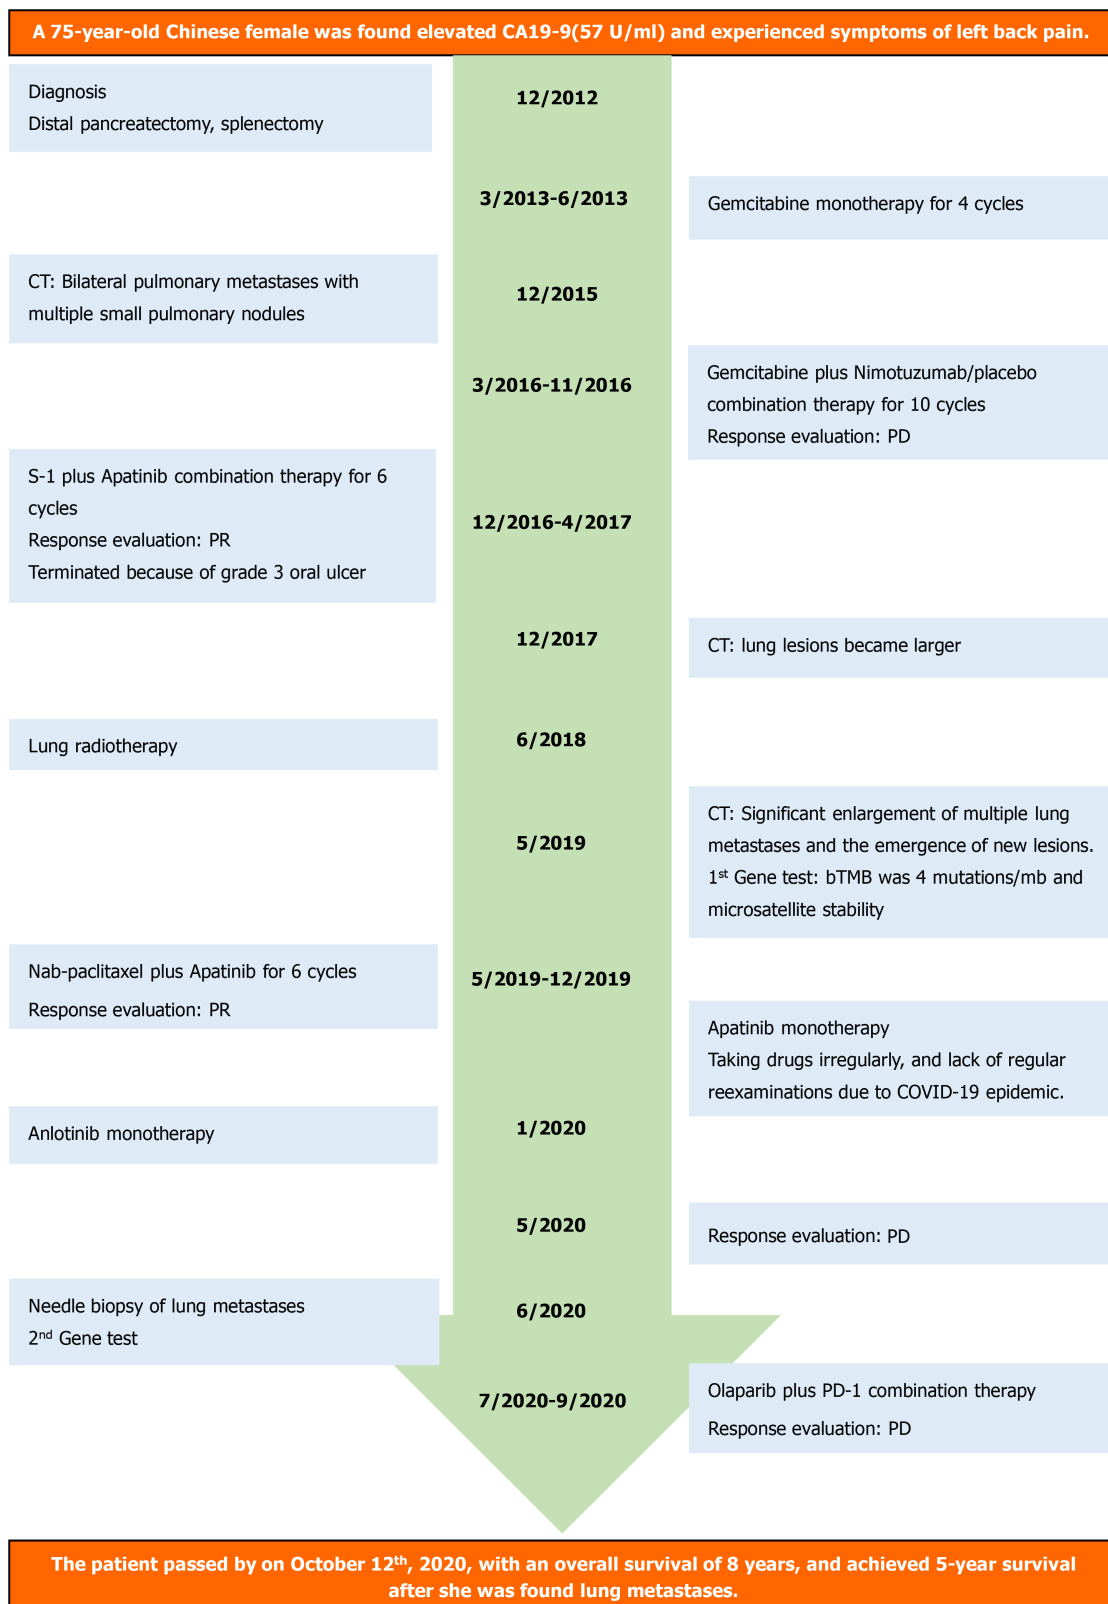 A 75-year-old Chinese female was found elevated CA19-9(57 U/ml) and experienced symptoms of left back pain.
12/2012
Diagnosis
Distal pancreatectomy, splenectomy
3/2013-6/2013
Gemcitabine monotherapy for 4 cycles
12/2015
CT: Bilateral pulmonary metastases with
multiple small pulmonary nodules
3/2016-11/2016
Gemcitabine plus Nimotuzumab/placebo
combination therapy for 10 cycles
Response evaluation: PD
12/2016-4/2017
S-1 plus Apatinib combination therapy for 6
cycles
Response evaluation: PR
Terminated because of grade 3 oral ulcer
12/2017
CT: lung lesions became larger
6/2018
Lung radiotherapy
5/2019
CT: Significant enlargement of multiple lung
metastases and the emergence of new lesions.
1st Gene test: bTMB was 4 mutations/mb and
microsatellite stability
5/2019-12/2019
Nab-paclitaxel plus Apatinib for 6 cycles
Response evaluation: PR
Apatinib monotherapy
Taking drugs irregularly, and lack of regular
reexaminations due to COVID-19 epidemic.
1/2020
Anlotinib monotherapy
5/2020
Response evaluation: PD
6/2020
Needle biopsy of lung metastases
2nd Gene test
7/2020-9/2020
Olaparib plus PD-1 combination therapy
Response evaluation: PD
The patient passed by on October 12th, 2020, with an overall survival of 8 years, and achieved 5-year survival
after she was found lung metastases.